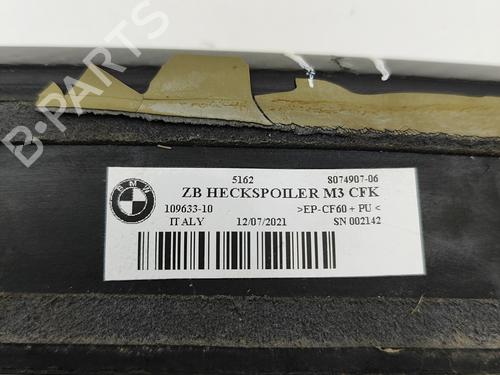 B-PARTS
5162 8074907-06
BMW
ZB HECKSPOILER M3 CFK
109633-10 >EP-CF60 + PU <
ITALY 12/07/2021 SN 002142